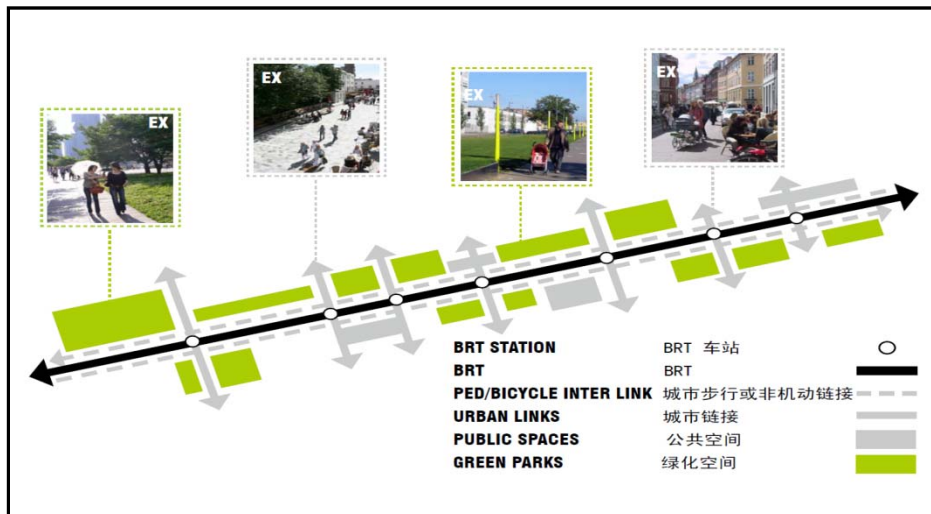 EX
EX
EX
EX
BRT STATION BRT 车站
BRT BRT
PED/BICYCLE INTER LINK 城市步行或非机动链接
URBAN LINKS 城市链接
PUBLIC SPACES 公共空间
GREEN PARKS 绿化空间